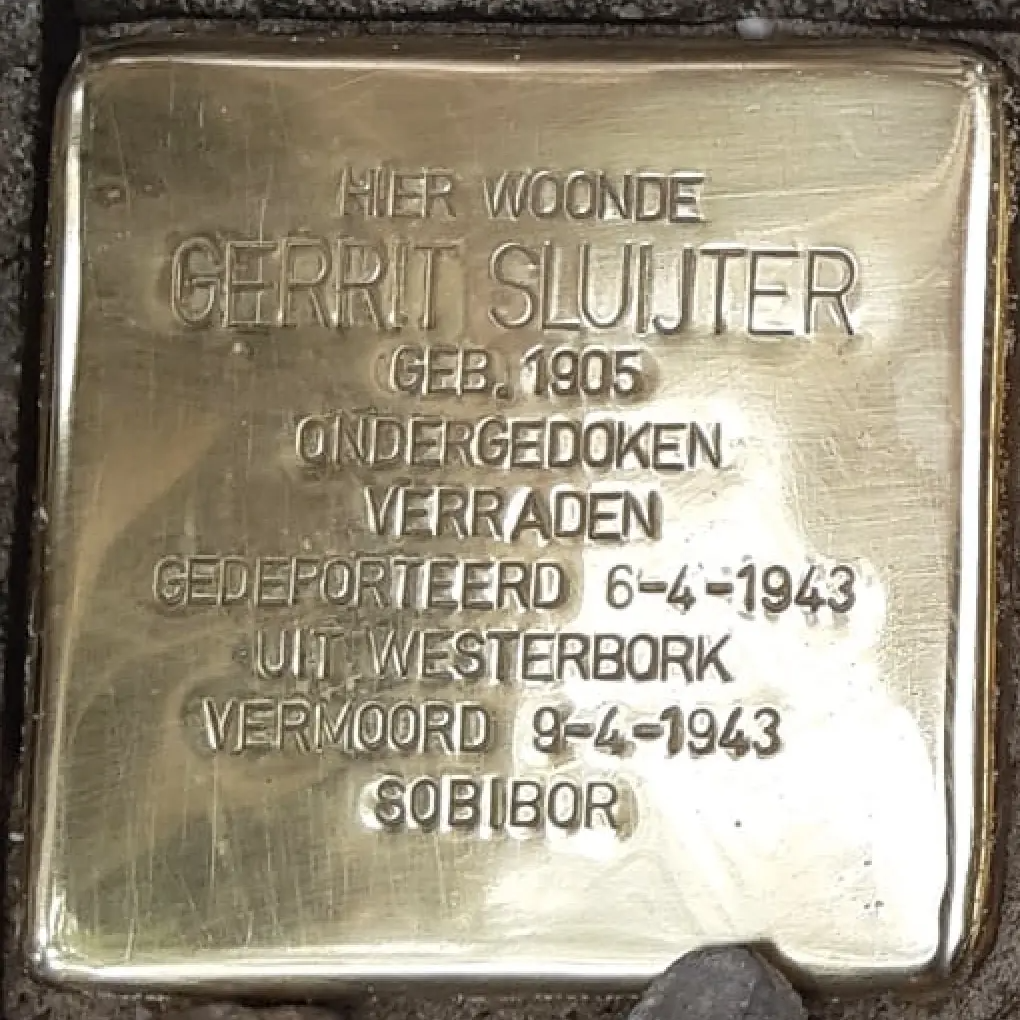 HIER WOONDE
GERRIT SLUIJTER
GEB. 1905
ONDERGEDOKEN
VERRADEN
GEDEPORTEERD 6-4-1943
UIT WESTERBORK
VERMOORD 9-4-1943
SOBIBOR